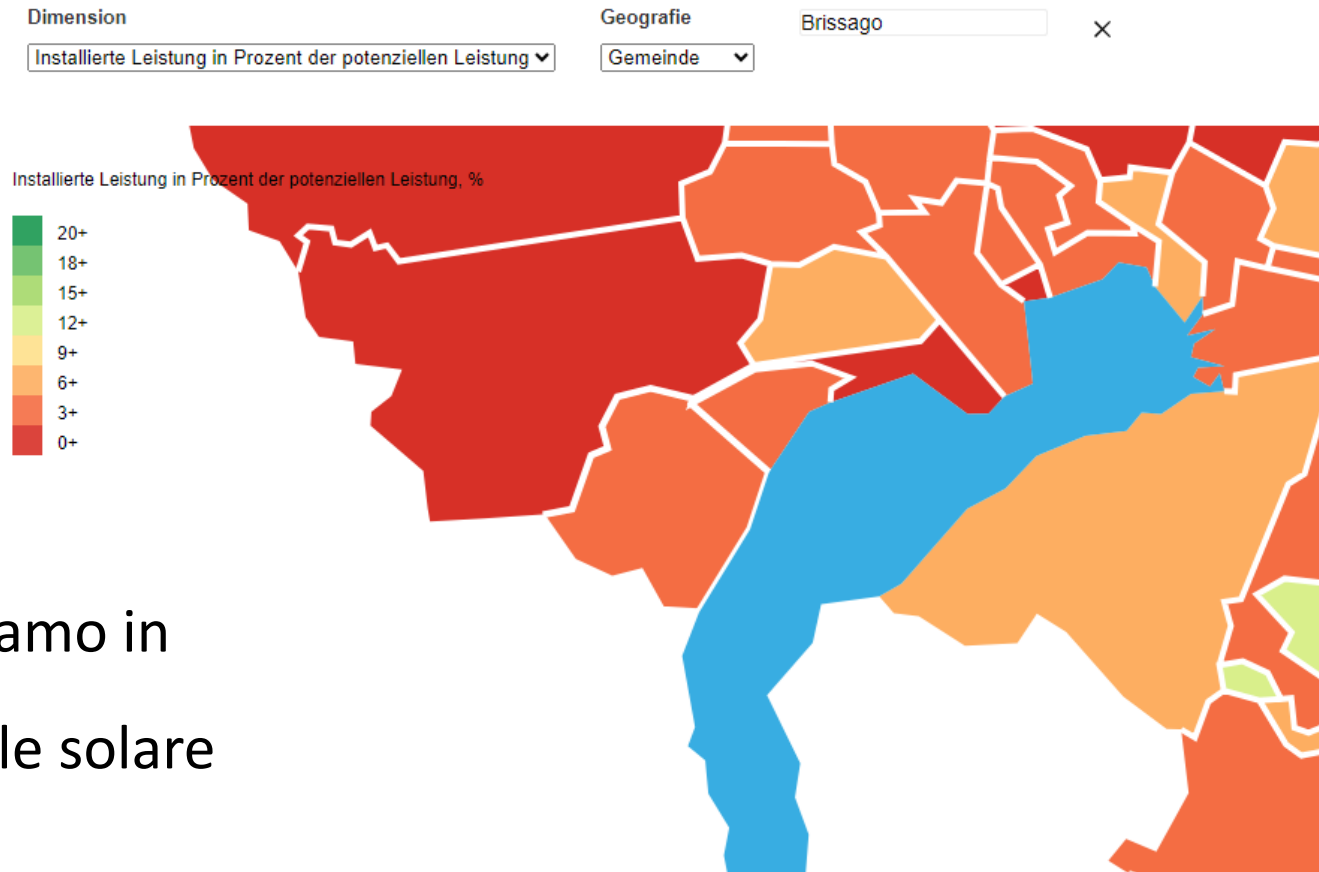 Dimension
Geografie
Brissago
Installierte Leistung in Prozent der potenziellen Leistung
Gemeinde
Installierte Leistung in Prozent der potenziellen Leistung, %
20+
18+
15+
12+
9+
6+
3+
0+
amo in
le solare